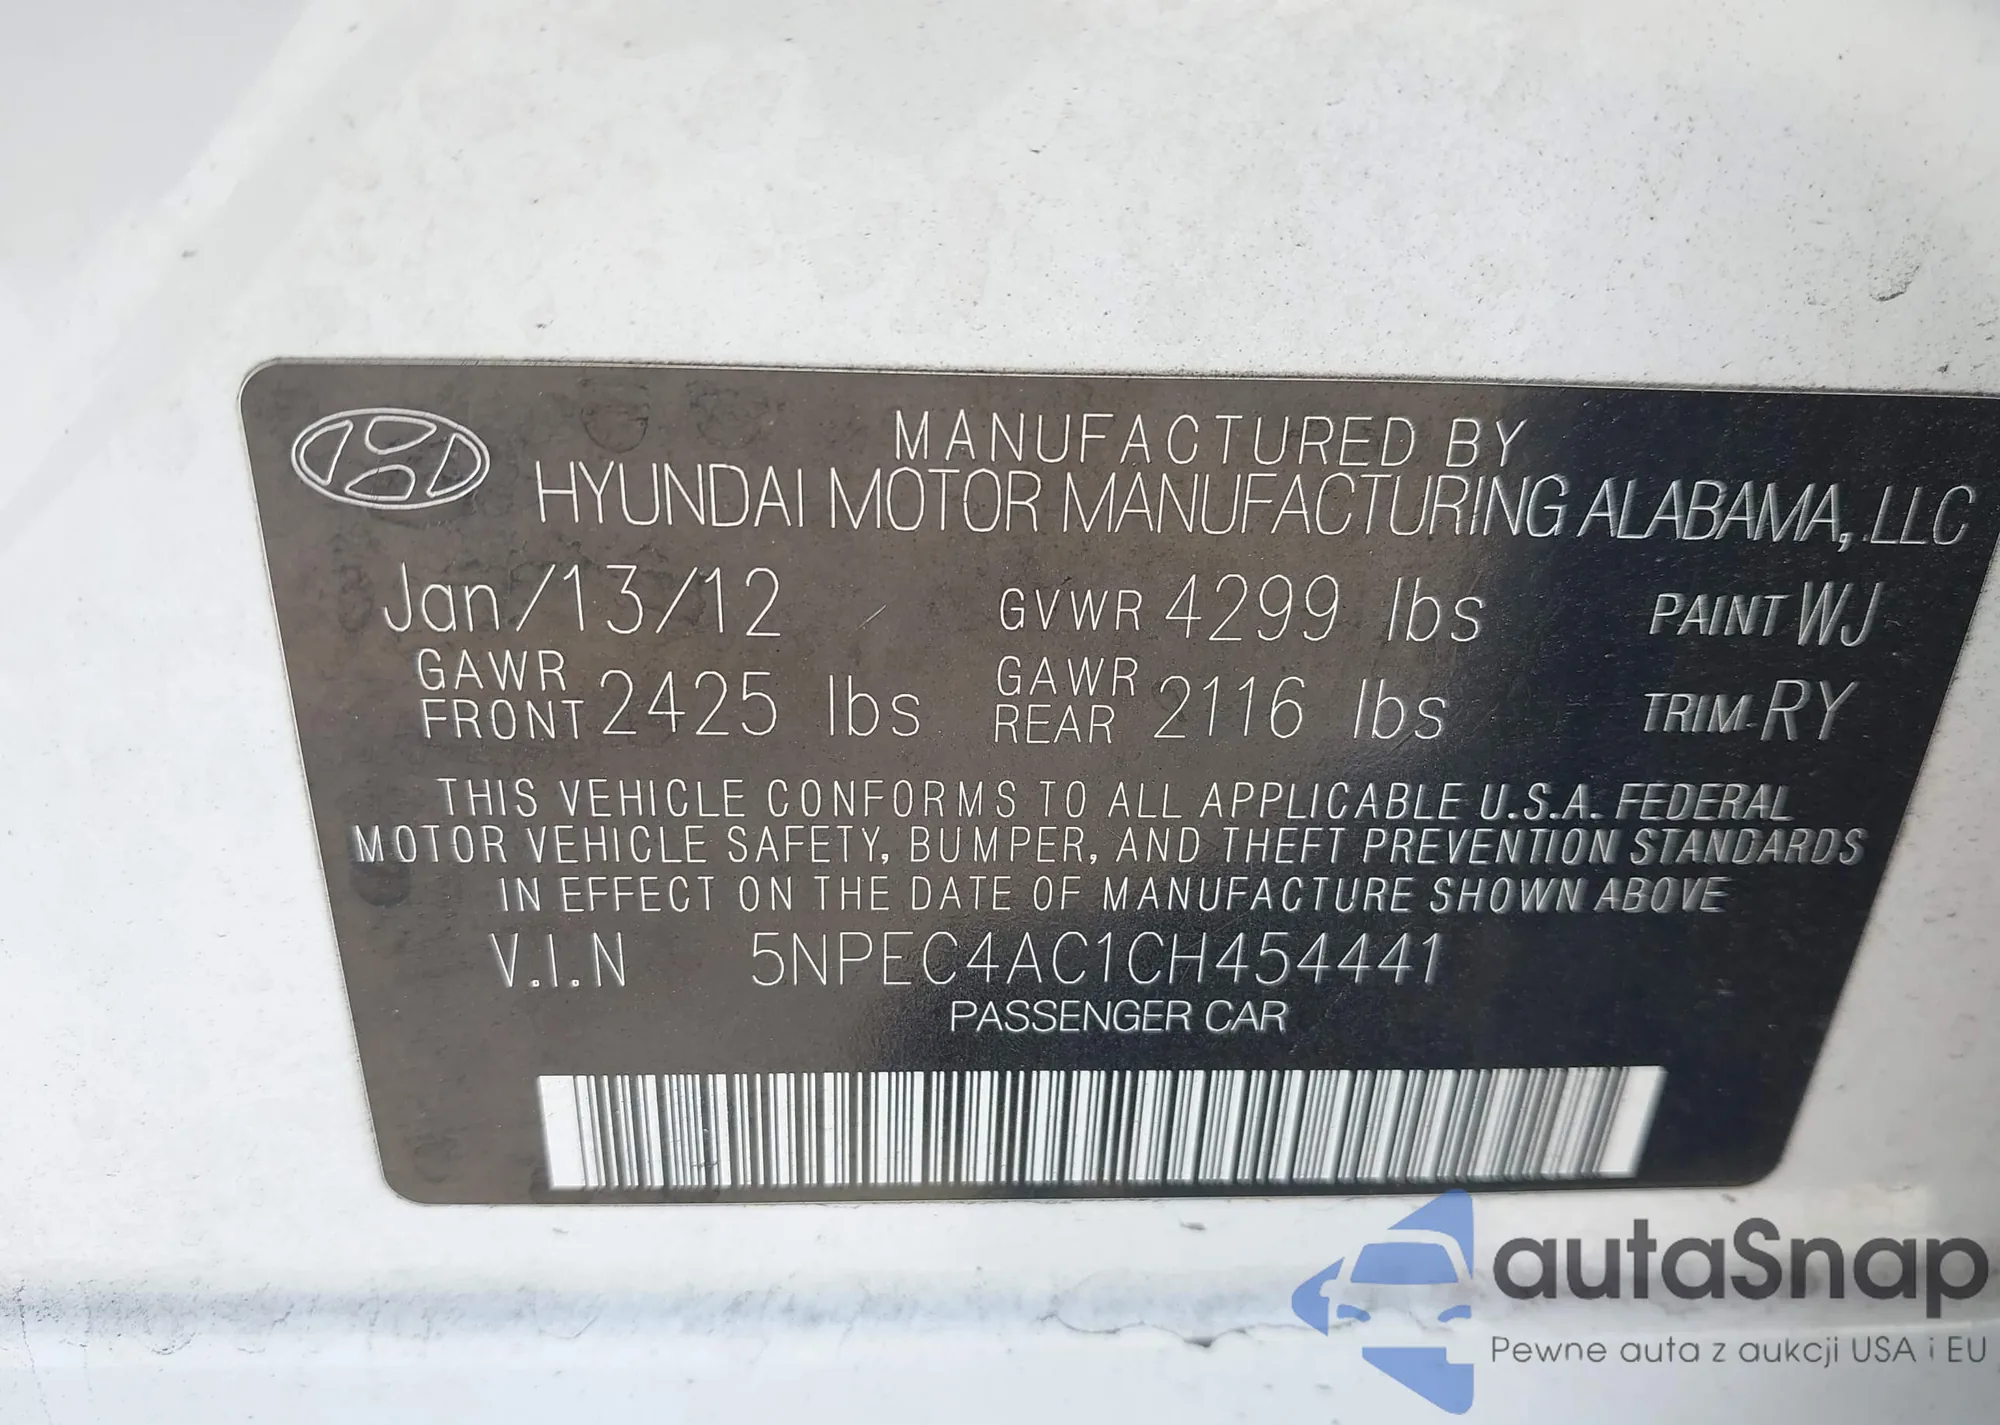 MANUFACTURED BY
HYUNDAI MOTOR MANUFACTURING ALABAMA, LLC
Jan/13/12 GVWR 4299 lbs PAINT WJ
GAWR FRONT 2425 lbs GAWR REAR 2116 lbs TRIM RY
THIS VEHICLE CONFORMS TO ALL APPLICABLE U.S.A. FEDERAL
MOTOR VEHICLE SAFETY, BUMPER, AND THEFT PREVENTION STANDARDS
IN EFFECT ON THE DATE OF MANUFACTURE SHOWN ABOVE
V.I.N 5NPEC4AC1CH454441
PASSENGER CAR
autaSnap
Pewne auta z aukcji USA i EU